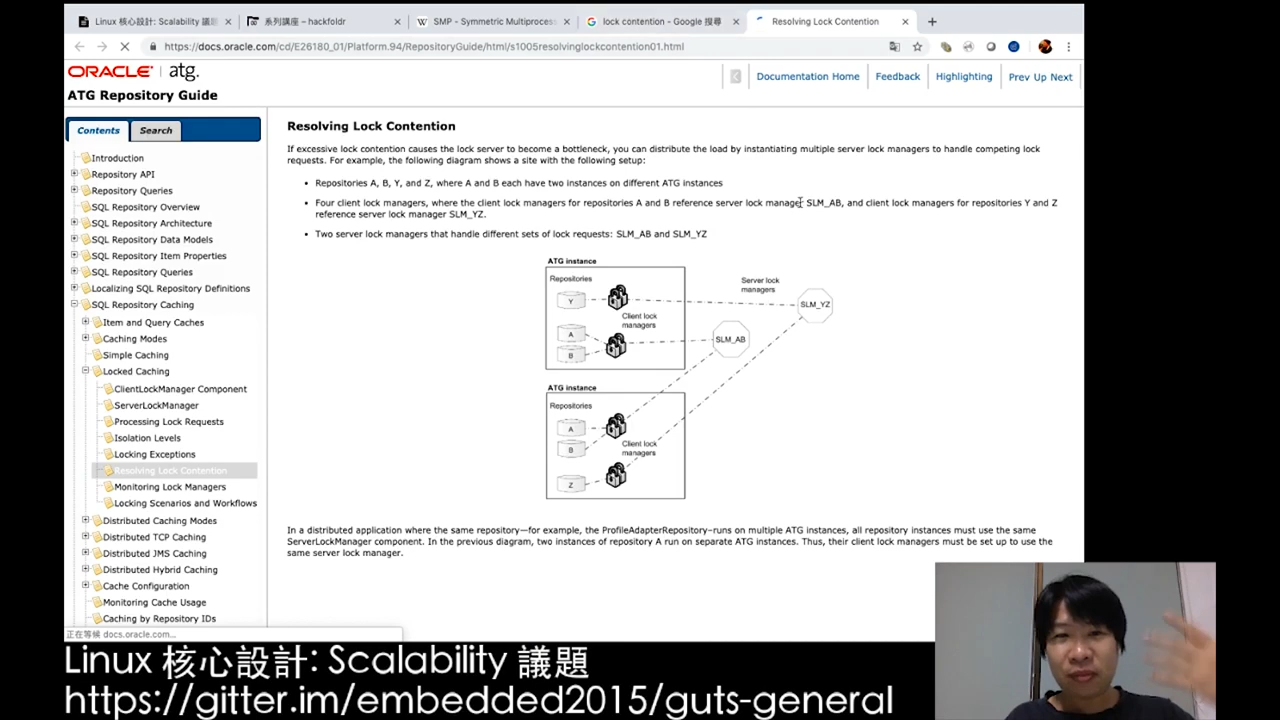 Linux 核心設計: Scalability 議題
系列講座 – hackfoldr
SMP - Symmetric Multiprocess
lock contention - Google 搜尋
Resolving Lock Contention
https://docs.oracle.com/cd/E26180_01/Platform.94/RepositoryGuide/html/s1005resolvinglockcontention01.html
ORACLE | atg.
Documentation Home
Feedback
Highlighting
Prev Up Next
ATG Repository Guide
Contents
Search
Introduction
Repository API
Repository Queries
SQL Repository Overview
SQL Repository Architecture
SQL Repository Data Models
SQL Repository Item Properties
SQL Repository Queries
Localizing SQL Repository Definitions
SQL Repository Caching
Item and Query Caches
Caching Modes
Simple Caching
Locked Caching
ClientLockManager Component
ServerLockManager
Processing Lock Requests
Isolation Levels
Locking Exceptions
Resolving Lock Contention
Monitoring Lock Managers
Locking Scenarios and Workflows
Distributed Caching Modes
Distributed TCP Caching
Distributed JMS Caching
Distributed Hybrid Caching
Cache Configuration
Monitoring Cache Usage
Caching by Repository IDs
正在等候 docs.oracle.com...
Resolving Lock Contention
If excessive lock contention causes the lock server to become a bottleneck, you can distribute the load by instantiating multiple server lock managers to handle competing lock
requests. For example, the following diagram shows a site with the following setup:
• Repositories A, B, Y, and Z, where A and B each have two instances on different ATG instances
• Four client lock managers, where the client lock managers for repositories A and B reference server lock manager SLM_AB, and client lock managers for repositories Y and Z
reference server lock manager SLM_YZ.
• Two server lock managers that handle different sets of lock requests: SLM_AB and SLM_YZ
ATG instance
Repositories
Y
A
B
Client lock
managers
Server lock
managers
SLM_YZ
SLM_AB
ATG instance
Repositories
A
B
Z
Client lock
managers
In a distributed application where the same repository—for example, the ProfileAdapterRepository–runs on multiple ATG instances, all repository instances must use the same
ServerLockManager component. In the previous diagram, two instances of repository A run on separate ATG instances. Thus, their client lock managers must be set up to use the
same server lock manager.
Linux 核心設計: Scalability 議題
https://gitter.im/embedded2015/guts-general